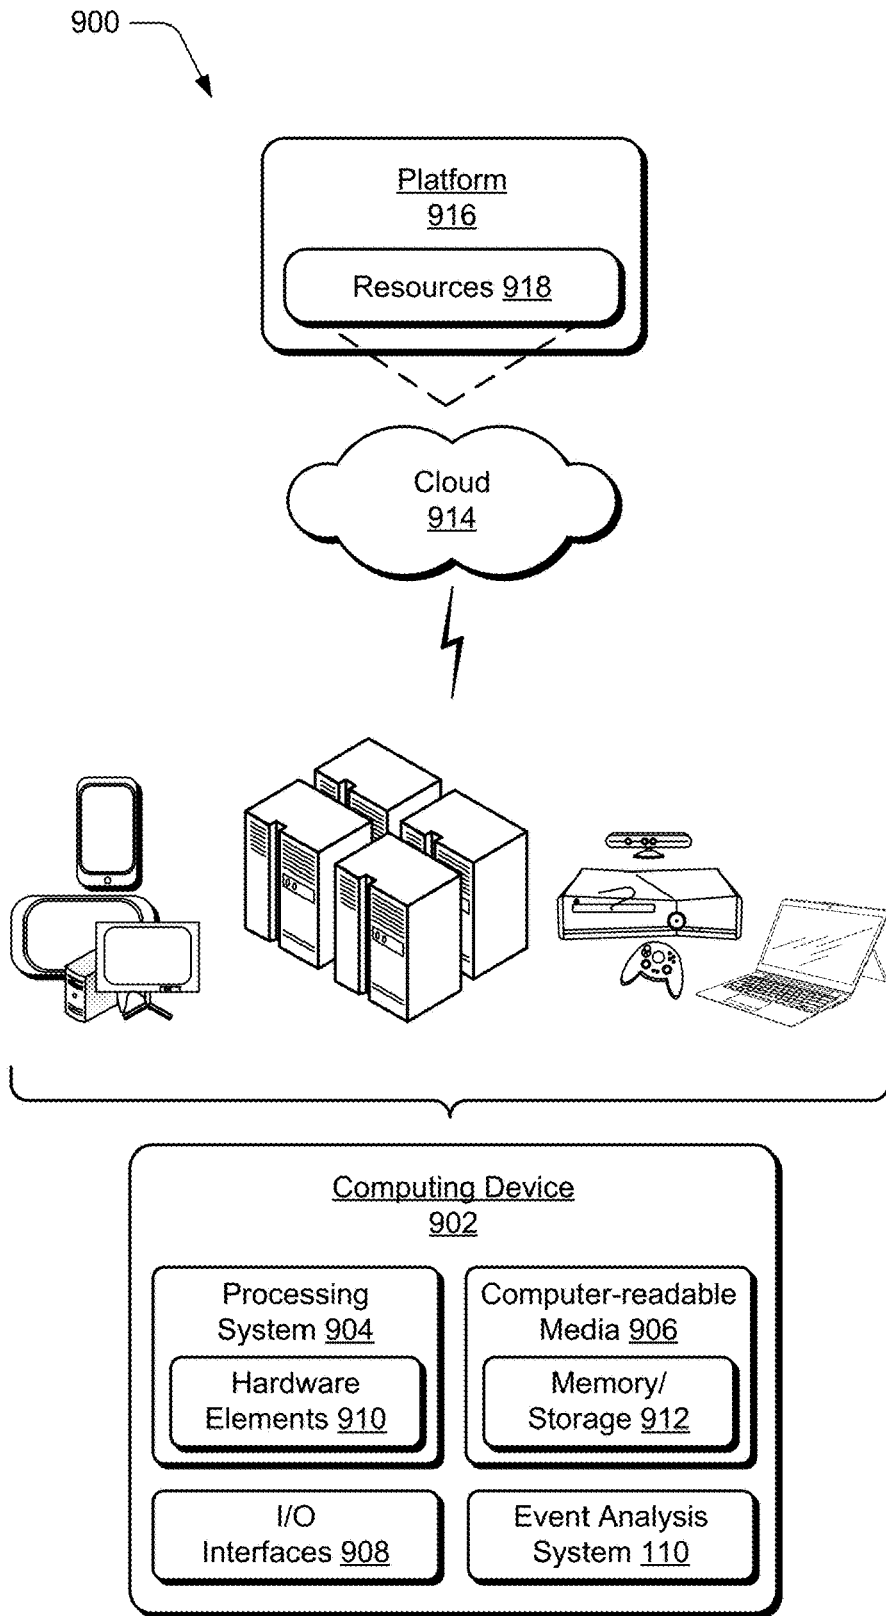 900
Platform
916
Resources 918
Cloud
914
Computing Device
902
Processing
System 904
Hardware
Elements 910
Computer-readable
Media 906
Memory/
Storage 912
I/O
Interfaces 908
Event Analysis
System 110